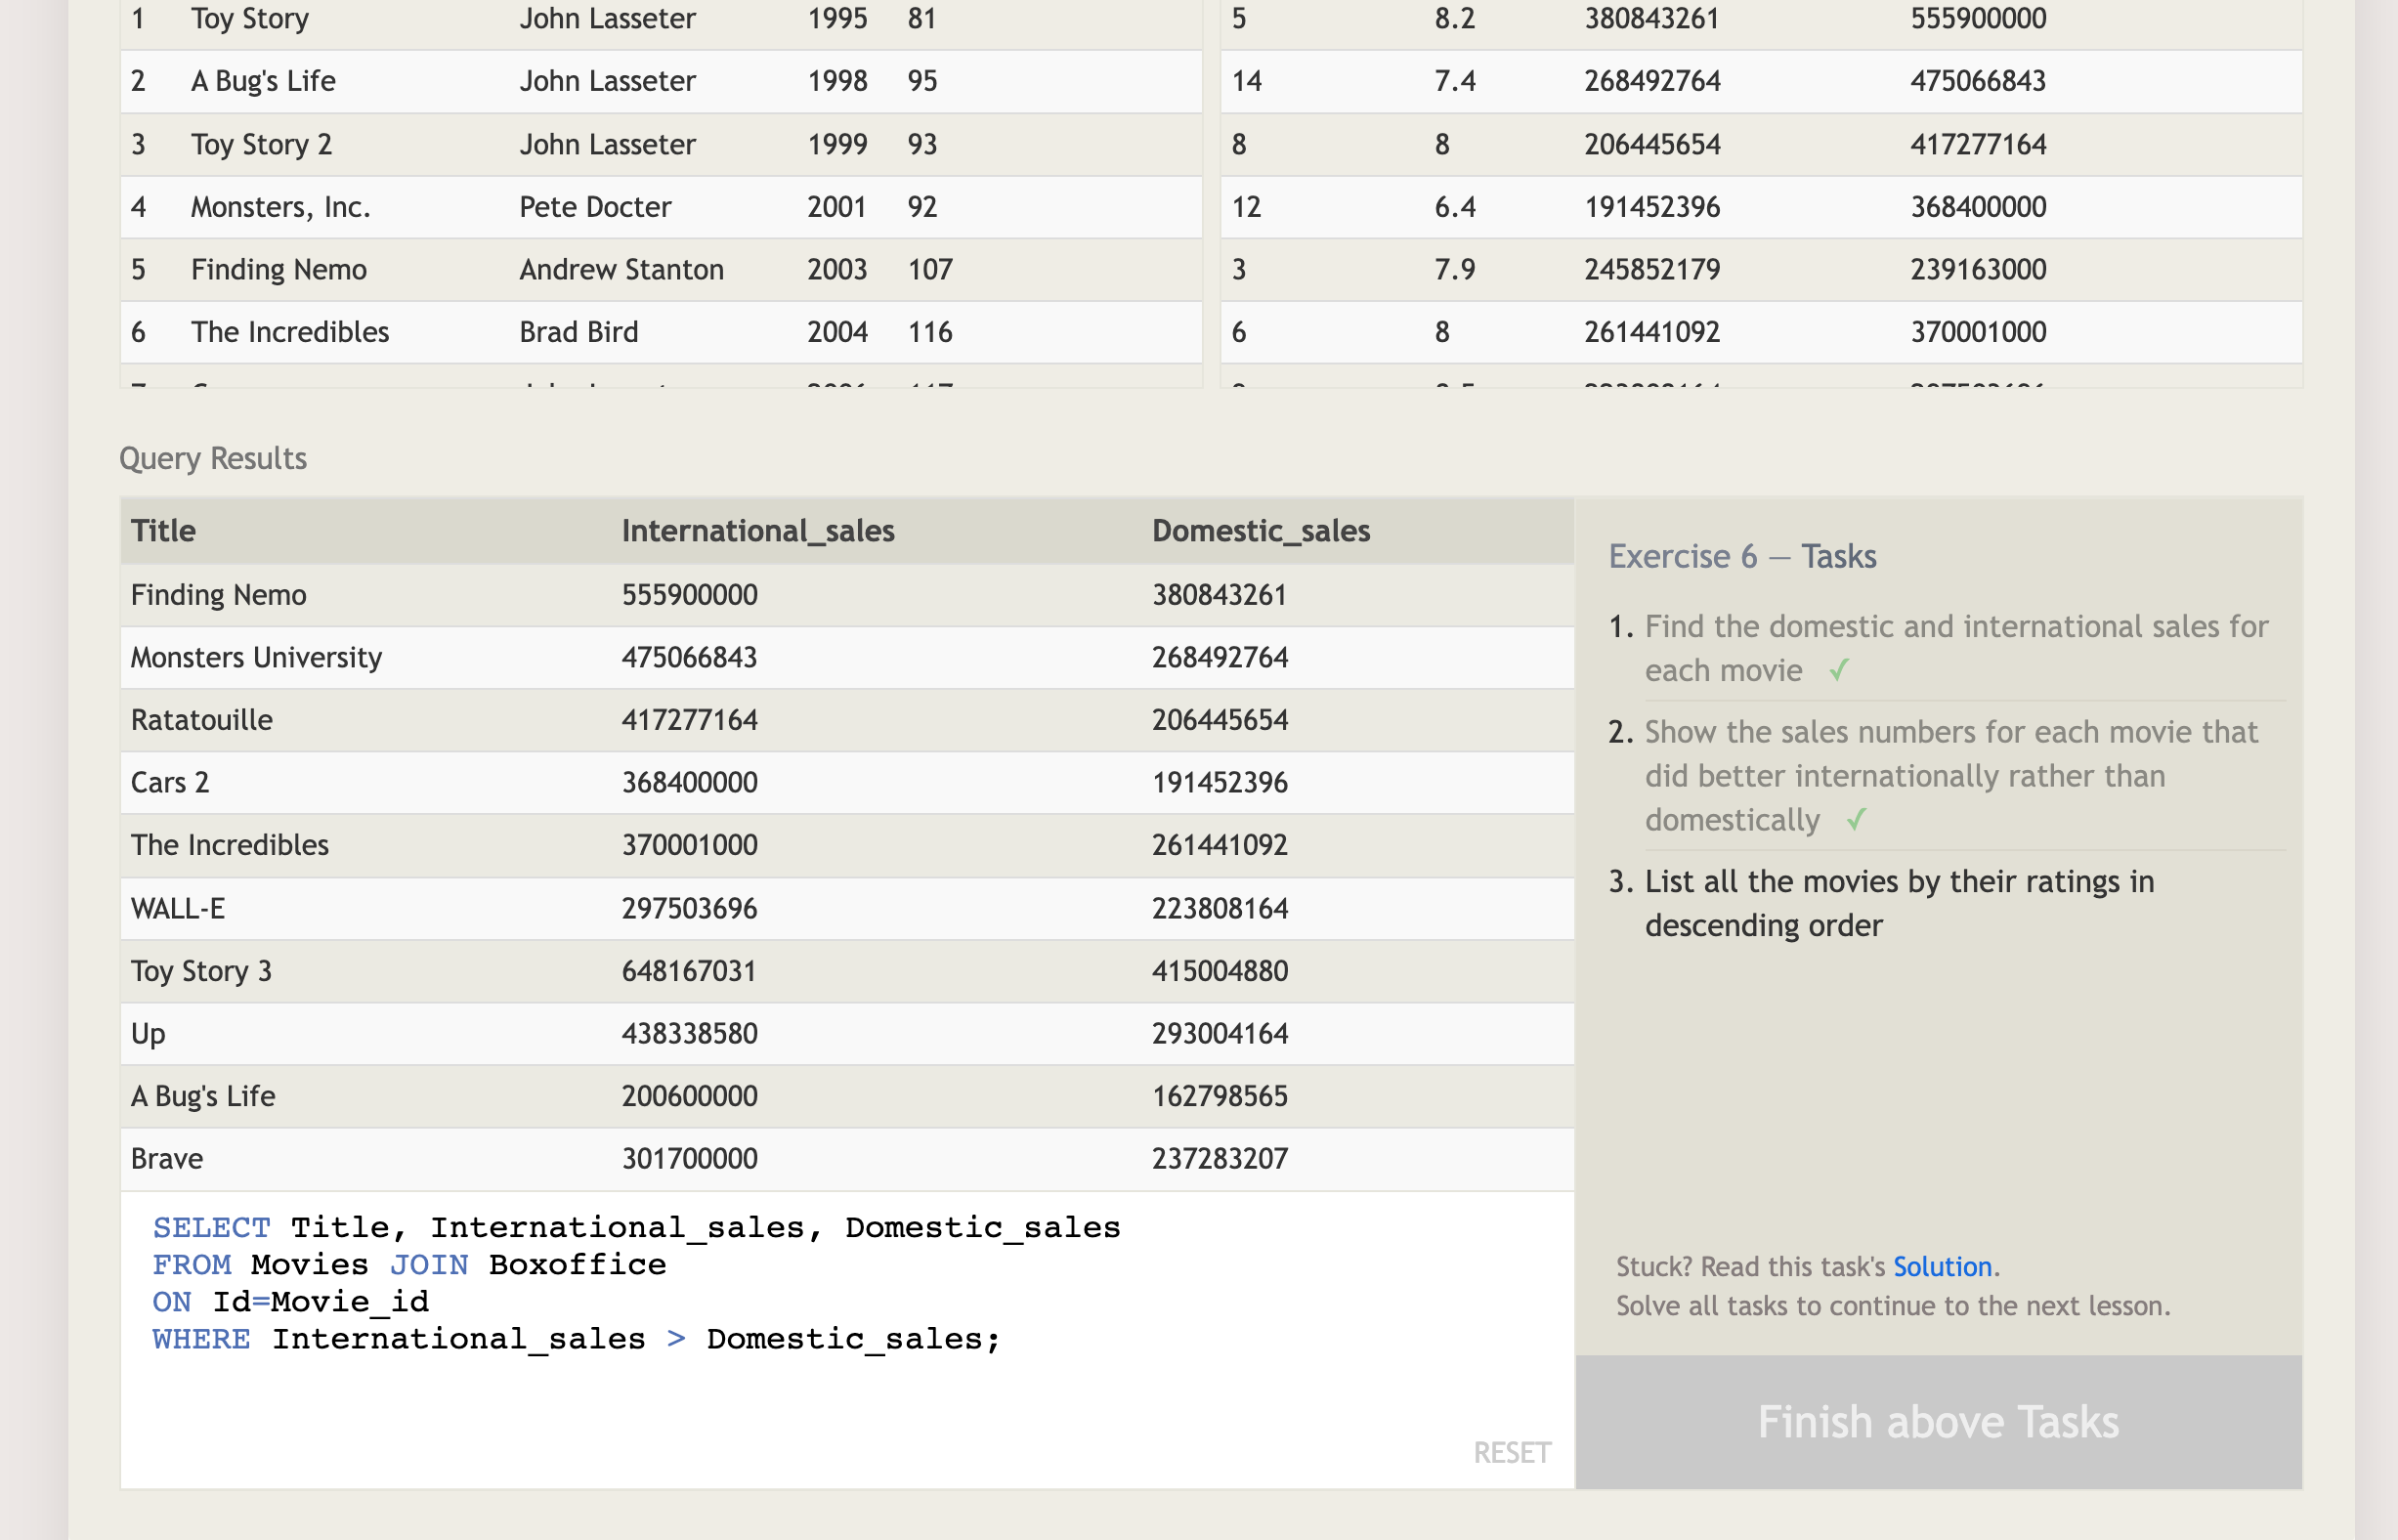 1 Toy Story John Lasseter 1995 81
5 8.2 380843261 555900000
2 A Bug's Life John Lasseter 1998 95
14 7.4 268492764 475066843
3 Toy Story 2 John Lasseter 1999 93
8 8 206445654 417277164
4 Monsters, Inc. Pete Docter 2001 92
12 6.4 191452396 368400000
5 Finding Nemo Andrew Stanton 2003 107
3 7.9 245852179 239163000
6 The Incredibles Brad Bird 2004 116
6 8 261441092 370001000
Query Results
Title International_sales Domestic_sales
Finding Nemo 555900000 380843261
Monsters University 475066843 268492764
Ratatouille 417277164 206445654
Cars 2 368400000 191452396
The Incredibles 370001000 261441092
WALL-E 297503696 223808164
Toy Story 3 648167031 415004880
Up 438338580 293004164
A Bug's Life 200600000 162798565
Brave 301700000 237283207
SELECT Title, International_sales, Domestic_sales
FROM Movies JOIN Boxoffice
ON Id=Movie_id
WHERE International_sales > Domestic_sales;
RESET
Exercise 6 — Tasks
1. Find the domestic and international sales for
each movie ✓
2. Show the sales numbers for each movie that
did better internationally rather than
domestically ✓
3. List all the movies by their ratings in
descending order
Stuck? Read this task's Solution.
Solve all tasks to continue to the next lesson.
Finish above Tasks